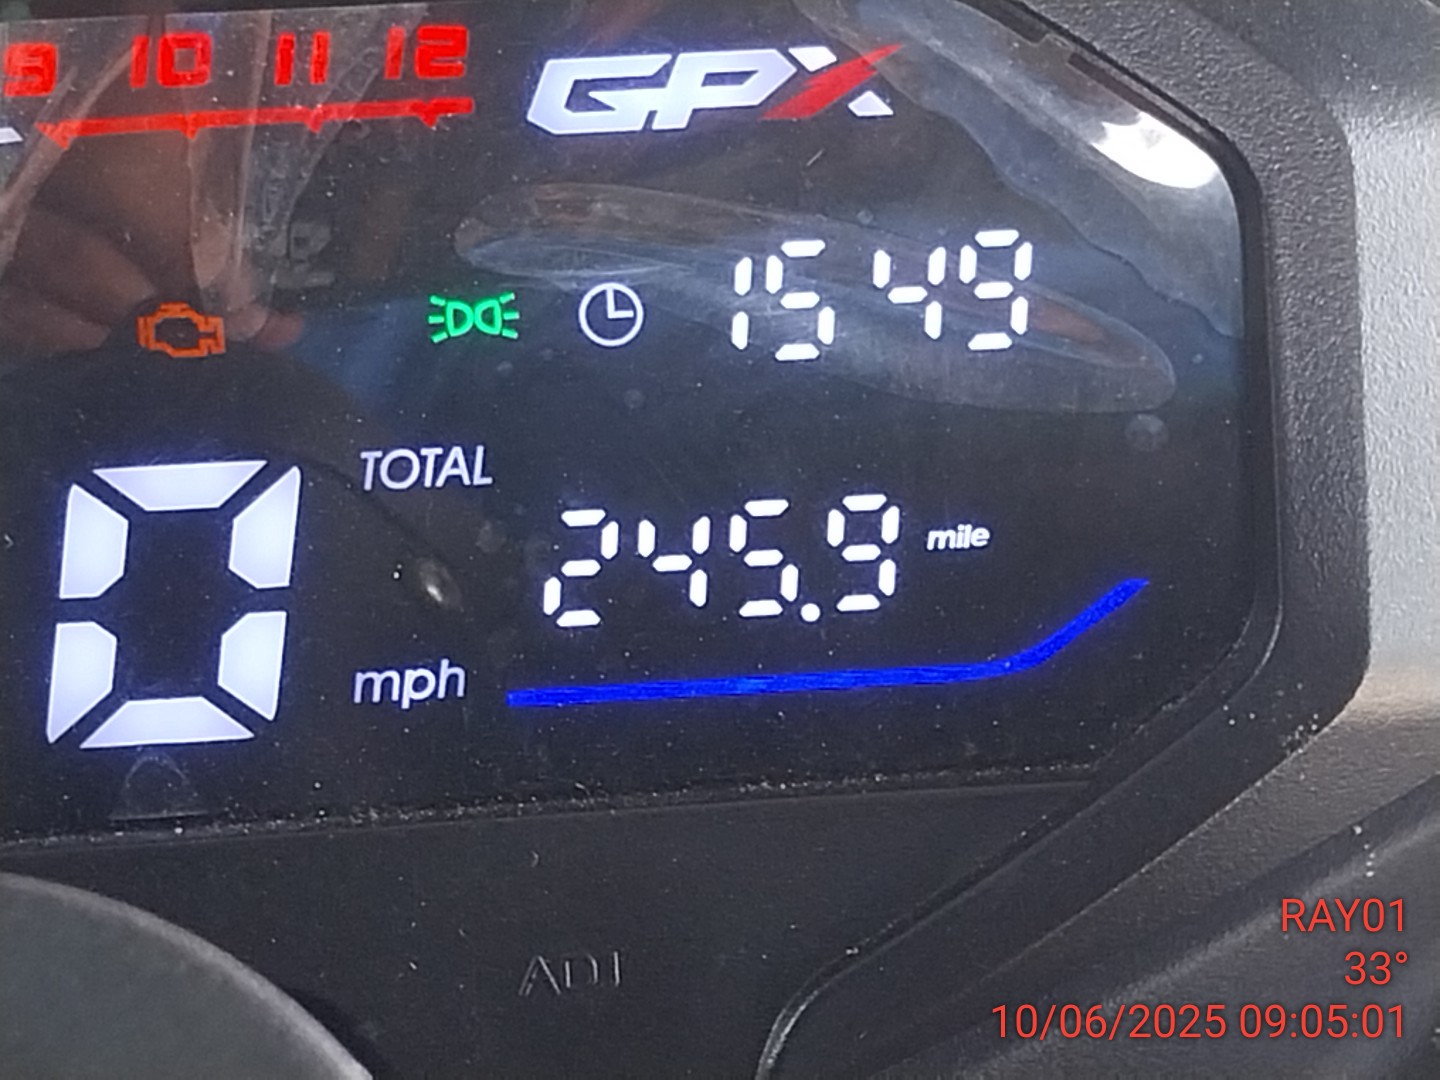 9 10 11 12
GPX
15 49
TOTAL
245.9 mile
0 mph
ADJ
RAY01
33°
10/06/2025 09:05:01